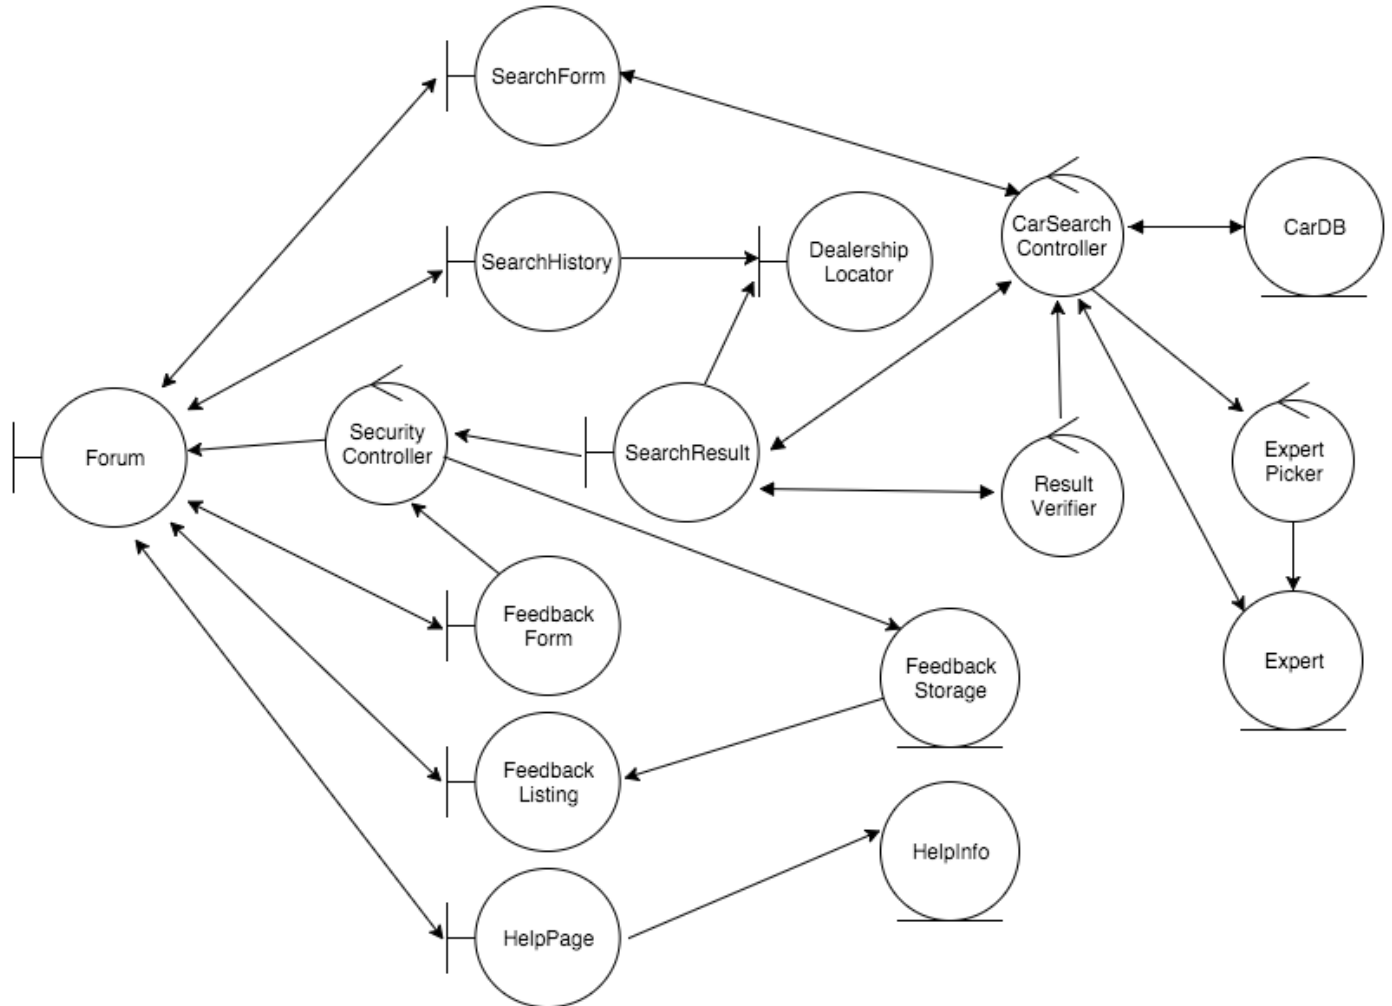 SearchForm
CarSearch
Controller
CarDB
SearchHistory
Dealership
Locator
Forum
Security
Controller
SearchResult
Result
Verifier
Expert
Picker
Feedback
Form
Feedback
Storage
Expert
Feedback
Listing
HelpInfo
HelpPage